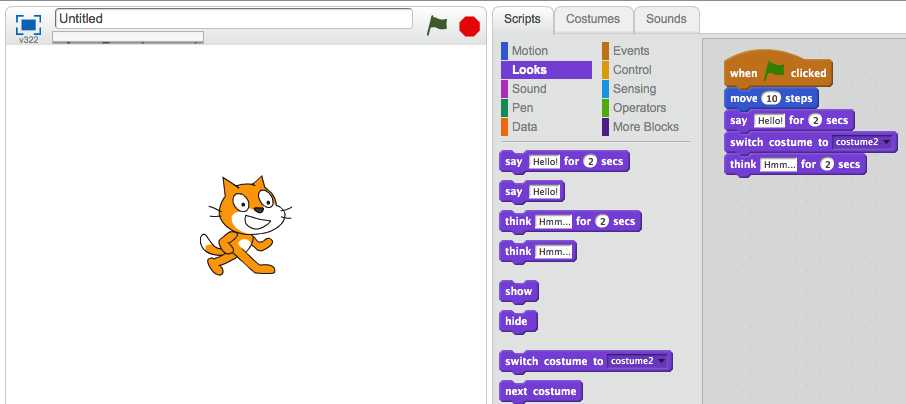 Untitled
v322
Scripts Costumes Sounds
Motion Events
Looks Control
Sound Sensing
Pen Operators
Data More Blocks
say Hello! for 2 secs
say Hello!
think Hmm... for 2 secs
think Hmm...
show
hide
switch costume to costume2
next costume
when clicked
move 10 steps
say Hello! for 2 secs
switch costume to costume2
think Hmm... for 2 secs